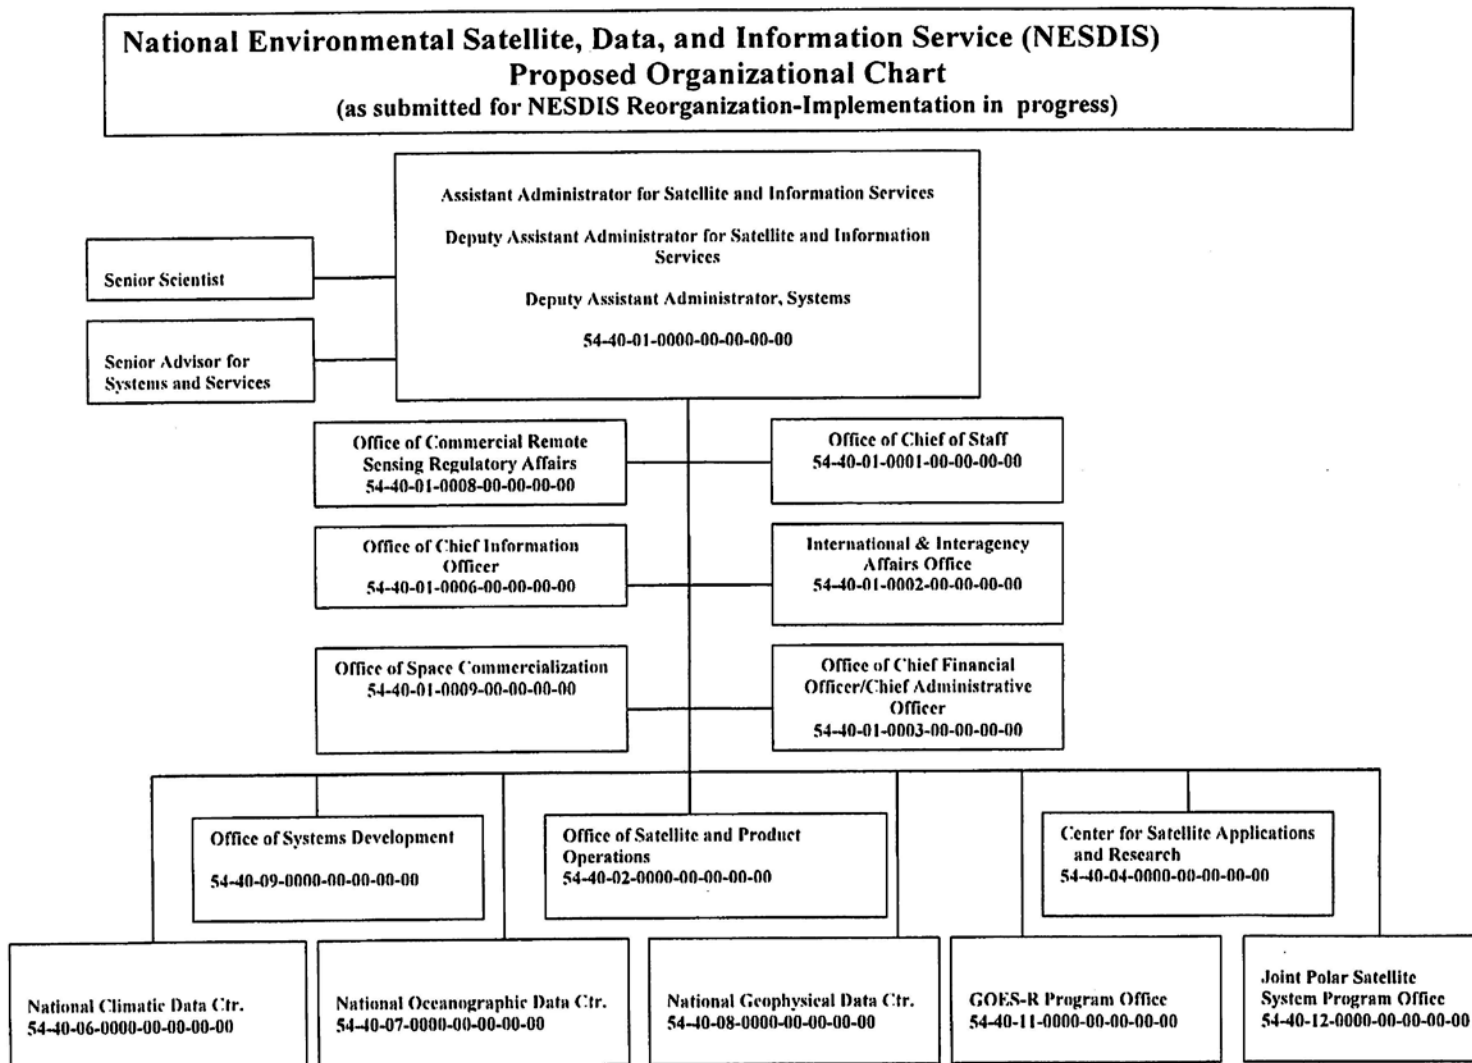 National Environmental Satellite, Data, and Information Service (NESDIS)
Proposed Organizational Chart
(as submitted for NESDIS Reorganization-Implementation in progress)
Assistant Administrator for Satellite and Information Services
Deputy Assistant Administrator for Satellite and Information
Services
Deputy Assistant Administrator, Systems
54-40-01-0000-00-00-00-00
Senior Scientist
Senior Advisor for
Systems and Services
Office of Commercial Remote
Sensing Regulatory Affairs
54-40-01-0008-00-00-00-00
Office of Chief of Staff
54-40-01-0001-00-00-00-00
Office of Chief Information
Officer
54-40-01-0006-00-00-00-00
International & Interagency
Affairs Office
54-40-01-0002-00-00-00-00
Office of Space Commercialization
54-40-01-0009-00-00-00-00
Office of Chief Financial
Officer/Chief Administrative
Officer
54-40-01-0003-00-00-00-00
Office of Systems Development
54-40-09-0000-00-00-00-00
Office of Satellite and Product
Operations
54-40-02-0000-00-00-00-00
Center for Satellite Applications
and Research
54-40-04-0000-00-00-00-00
National Climatic Data Ctr.
54-40-06-0000-00-00-00-00
National Oceanographic Data Ctr.
54-40-07-0000-00-00-00-00
National Geophysical Data Ctr.
54-40-08-0000-00-00-00-00
GOES-R Program Office
54-40-11-0000-00-00-00-00
Joint Polar Satellite
System Program Office
54-40-12-0000-00-00-00-00